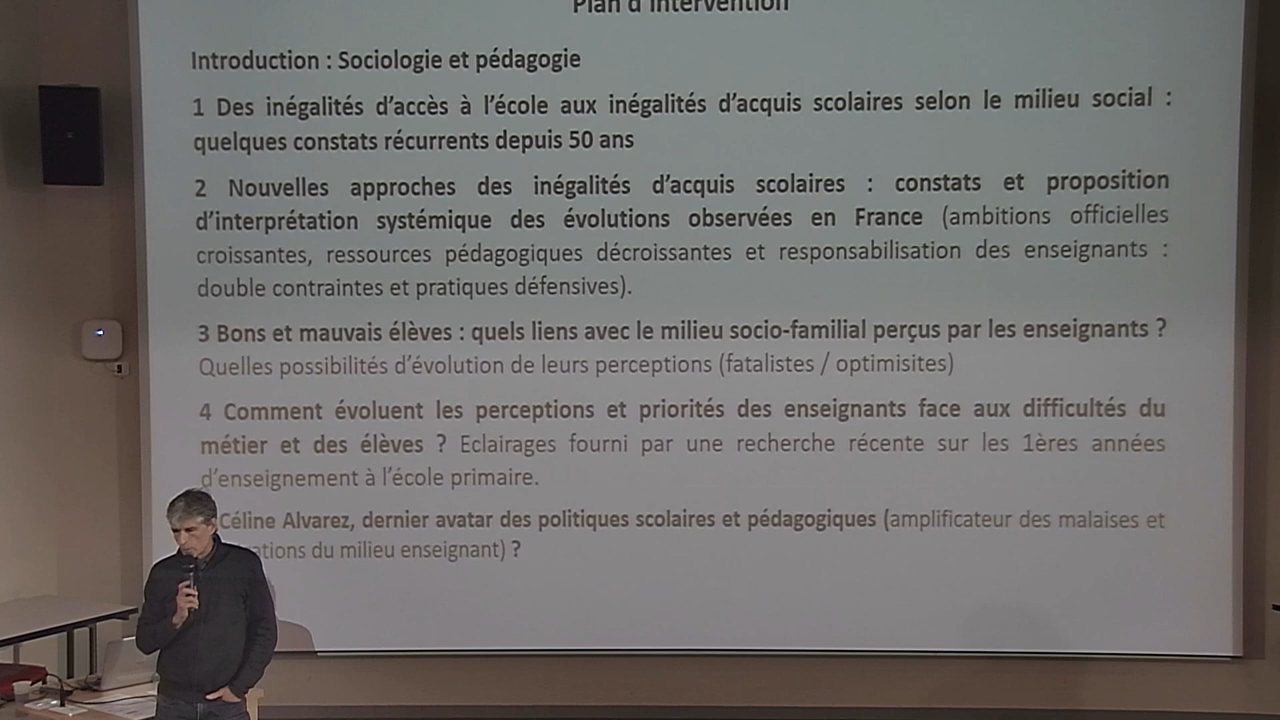 Plan d'intervention
Introduction : Sociologie et pédagogie
1 Des inégalités d'accès à l'école aux inégalités d'acquis scolaires selon le milieu social :
quelques constats récurrents depuis 50 ans
2 Nouvelles approches des inégalités d'acquis scolaires : constats et proposition
d'interprétation systémique des évolutions observées en France (ambitions officielles
croissantes, ressources pédagogiques décroissantes et responsabilisation des enseignants :
double contraintes et pratiques défensives).
3 Bons et mauvais élèves : quels liens avec le milieu socio-familial perçus par les enseignants ?
Quelles possibilités d'évolution de leurs perceptions (fatalistes / optimisites)
4 Comment évoluent les perceptions et priorités des enseignants face aux difficultés du
métier et des élèves ? Eclairages fourni par une recherche récente sur les 1ères années
d'enseignement à l'école primaire.
Céline Alvarez, dernier avatar des politiques scolaires et pédagogiques (amplificateur des malaises et
du milieu enseignant) ?